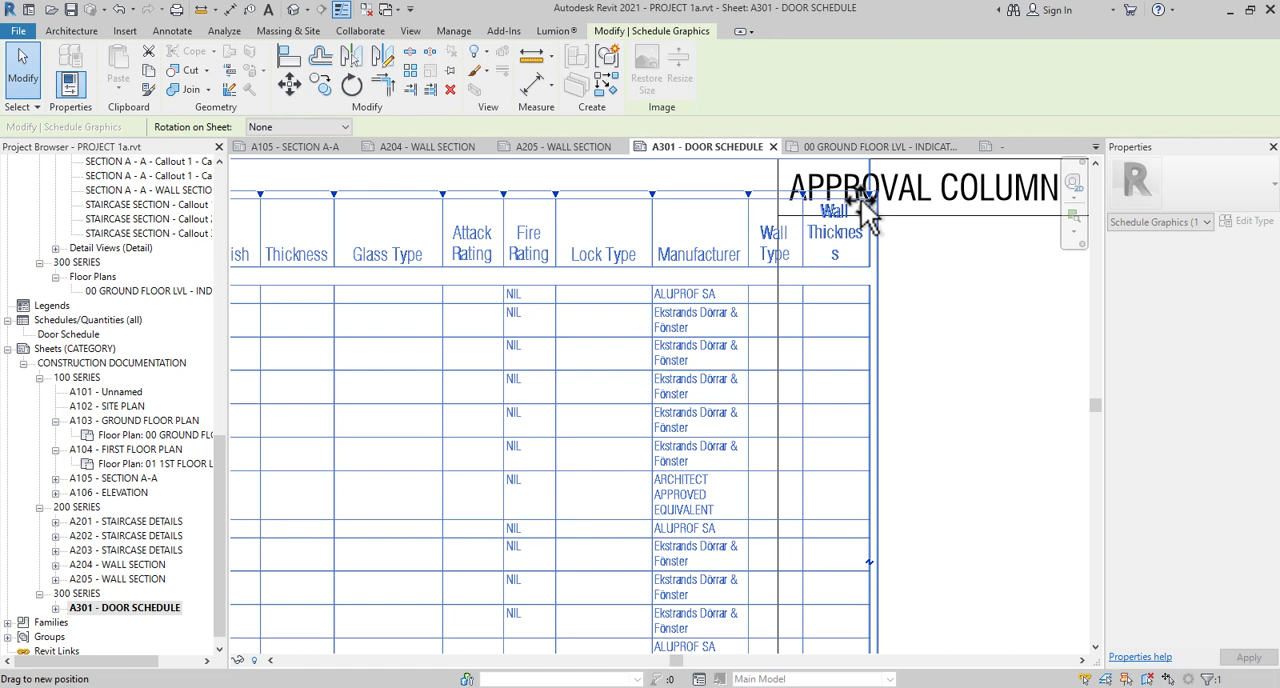 Autodesk Revit 2021 - PROJECT 1a.rvt - Sheet: A301 - DOOR SCHEDULE
Sign In
File
Architecture
Insert
Annotate
Analyze
Massing & Site
Collaborate
View
Manage
Add-Ins
Lumion®
Modify | Schedule Graphics
Modify
Paste
Cope
Cut
Join
Restore Size
Resize
Select
Properties
Clipboard
Geometry
Modify
View
Measure
Create
Image
Modify | Schedule Graphics
Rotation on Sheet:
None
Project Browser - PROJECT 1a.rvt
SECTION A - A - Callout 1 - Ca
SECTION A - A - Callout 1 - Ca
SECTION A - A - WALL SECTIO
STAIRCASE SECTION - Callout
STAIRCASE SECTION - Callout
STAIRCASE SECTION - Callout
Detail Views (Detail)
300 SERIES
Floor Plans
00 GROUND FLOOR LVL - IND
Legends
Schedules/Quantities (all)
Door Schedule
Sheets (CATEGORY)
CONSTRUCTION DOCUMENTATION
100 SERIES
A101 - Unnamed
A102 - SITE PLAN
A103 - GROUND FLOOR PLAN
Floor Plan: 00 GROUND FL
A104 - FIRST FLOOR PLAN
Floor Plan: 01 1ST FLOOR L
A105 - SECTION A-A
A106 - ELEVATION
200 SERIES
A201 - STAIRCASE DETAILS
A202 - STAIRCASE DETAILS
A203 - STAIRCASE DETAILS
A204 - WALL SECTION
A205 - WALL SECTION
300 SERIES
A301 - DOOR SCHEDULE
Families
Groups
Revit Links
A105 - SECTION A-A
A204 - WALL SECTION
A205 - WALL SECTION
A301 - DOOR SCHEDULE
00 GROUND FLOOR LVL - INDICAT...
-
APPROVAL COLUMN
ish
Thickness
Glass Type
Attack Rating
Fire Rating
Lock Type
Manufacturer
Wall Type
Wall
Thicknes
s
NIL ALUPROF SA
NIL Ekstrands Dörrar &
Fönster
NIL Ekstrands Dörrar &
Fönster
NIL Ekstrands Dörrar &
Fönster
NIL Ekstrands Dörrar &
Fönster
NIL Ekstrands Dörrar &
Fönster
NIL ARCHITECT
APPROVED
EQUIVALENT
NIL ALUPROF SA
NIL Ekstrands Dörrar &
Fönster
NIL Ekstrands Dörrar &
Fönster
NIL Ekstrands Dörrar &
Fönster
ALUPROF SA
Properties
R
Schedule Graphics (1
Edit Type
Properties help
Apply
Drag to new position
:0
Main Model
:1